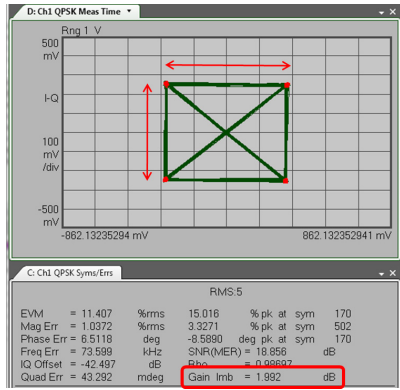 D: Ch1 QPSK Meas Time
Rng 1 V
500
mV
I-Q
100
mV
/div
-500
mV
-862.13235294 mV
862.132352941 mV
C: Ch1 QPSK Syms/Errs
RMS:5
EVM = 11.407 %rms 15.016 % pk at sym 170
Mag Err = 1.0372 %rms 3.3271 % pk at sym 502
Phase Err = 6.5118 deg -8.5890 deg pk at sym 170
Freq Err = 73.599 kHz SNR(MER) = 18.856 dB
IQ Offset = -42.497 dB Rho = 0.98697
Quad Err = 43.292 mdeg Gain Imb = 1.992 dB